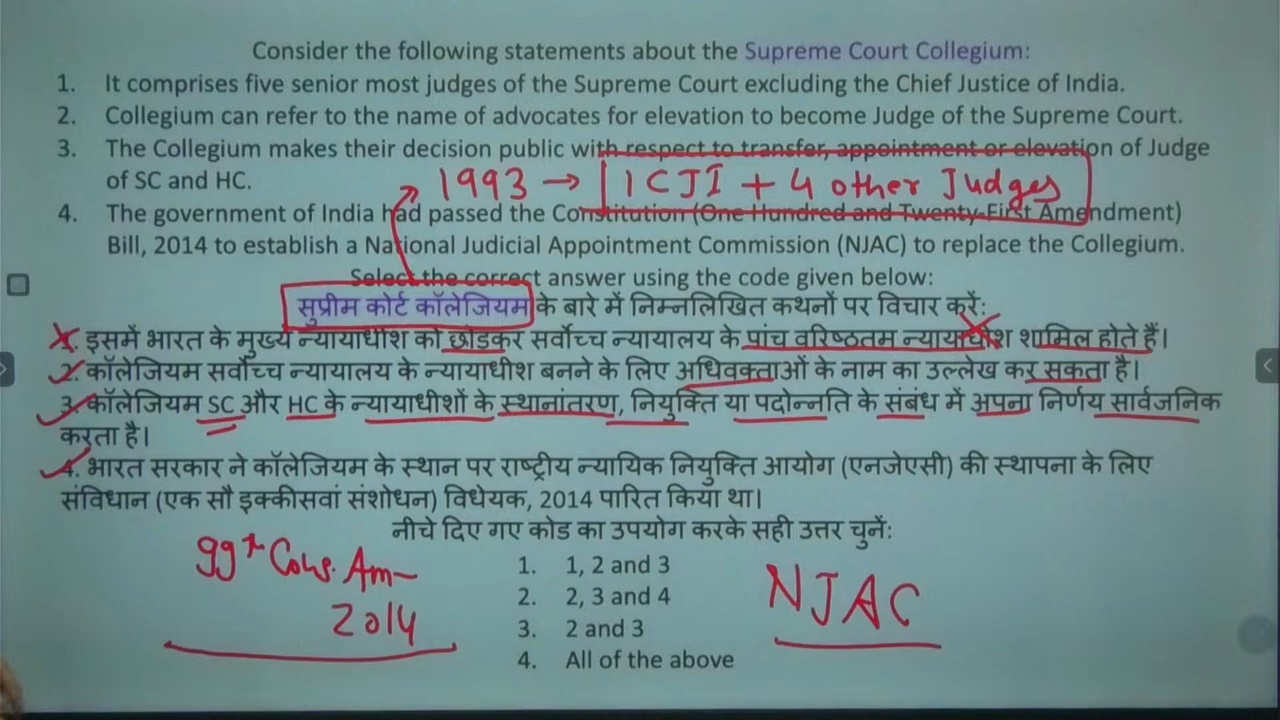 Consider the following statements about the Supreme Court Collegium:
1. It comprises five senior most judges of the Supreme Court excluding the Chief Justice of India.
2. Collegium can refer to the name of advocates for elevation to become Judge of the Supreme Court.
3. The Collegium makes their decision public with respect to transfer, appointment or elevation of Judge
of SC and HC.
1993 → 1 CJI + 4 other Judges
4. The government of India had passed the Constitution (One Hundred and Twenty-First Amendment)
Bill, 2014 to establish a National Judicial Appointment Commission (NJAC) to replace the Collegium.
Select the correct answer using the code given below:
सुप्रीम कोर्ट कॉलेजियम के बारे में निम्नलिखित कथनों पर विचार करें:
1. इसमें भारत के मुख्य न्यायाधीश को छोड़कर सर्वोच्च न्यायालय के पांच वरिष्ठतम न्यायाधीश शामिल होते हैं।
2. कॉलेजियम सर्वोच्च न्यायालय के न्यायाधीश बनने के लिए अधिवक्ताओं के नाम का उल्लेख कर सकता है।
3. कॉलेजियम SC और HC के न्यायाधीशों के स्थानांतरण, नियुक्ति या पदोन्नति के संबंध में अपना निर्णय सार्वजनिक
करता है।
4. भारत सरकार ने कॉलेजियम के स्थान पर राष्ट्रीय न्यायिक नियुक्ति आयोग (एनजेएसी) की स्थापना के लिए
संविधान (एक सौ इक्कीसवां संशोधन) विधेयक, 2014 पारित किया था।
नीचे दिए गए कोड का उपयोग करके सही उत्तर चुनें:
99th Cons. Am-
2014
1. 1, 2 and 3
2. 2, 3 and 4
3. 2 and 3
4. All of the above
NJAC